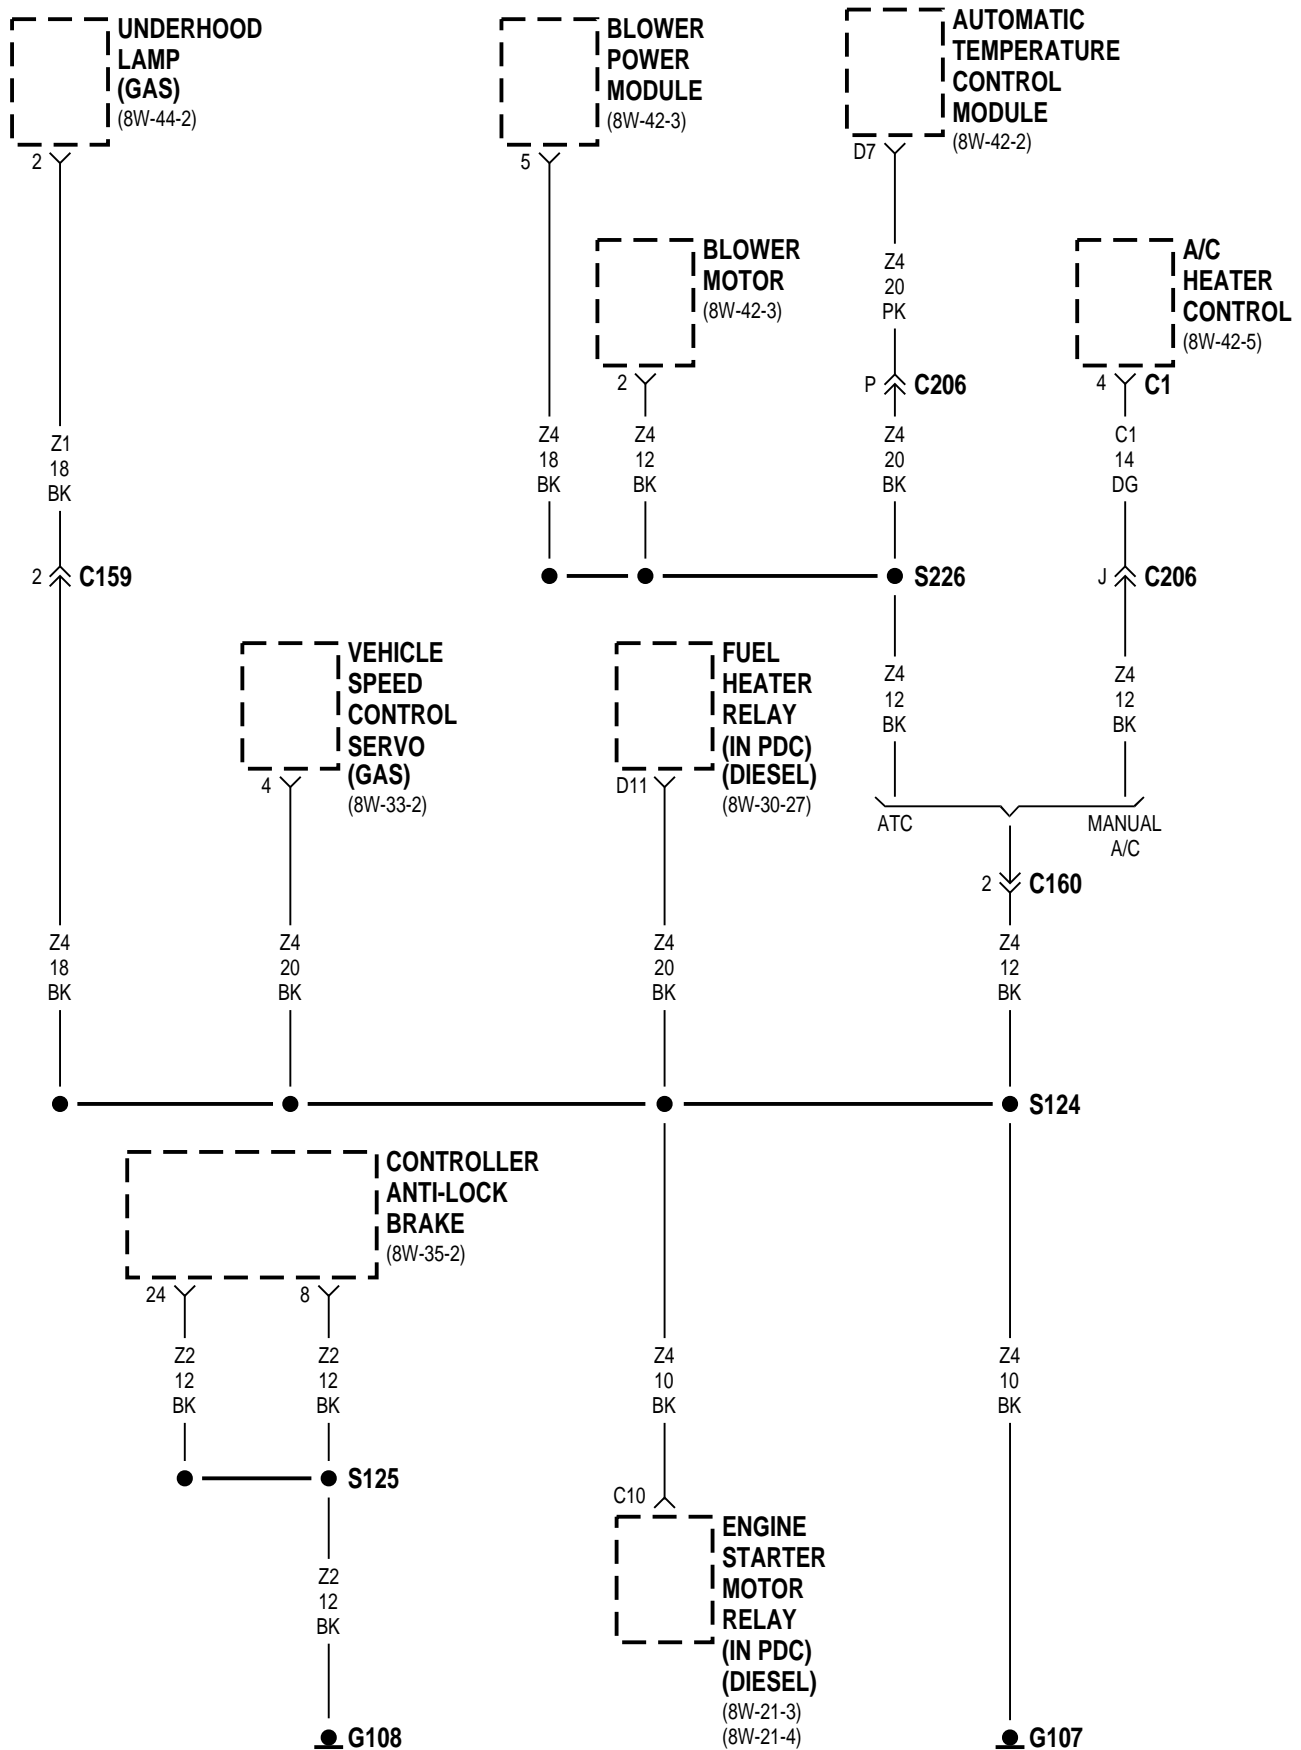 UNDERHOOD
LAMP
(GAS)
(8W-44-2)
2
BLOWER
POWER
MODULE
(8W-42-3)
5
AUTOMATIC
TEMPERATURE
CONTROL
MODULE
(8W-42-2)
D7
BLOWER
MOTOR
(8W-42-3)
2
Z4
20
PK
P
C206
A/C
HEATER
CONTROL
(8W-42-5)
4
C1
Z1
18
BK
Z4
18
BK
Z4
12
BK
Z4
20
BK
C1
14
DG
2
C159
S226
J
C206
VEHICLE
SPEED
CONTROL
SERVO
(GAS)
(8W-33-2)
4
FUEL
HEATER
RELAY
(IN PDC)
(DIESEL)
(8W-30-27)
D11
Z4
12
BK
Z4
12
BK
ATC
MANUAL
A/C
2
C160
Z4
18
BK
Z4
20
BK
Z4
20
BK
Z4
12
BK
S124
CONTROLLER
ANTI-LOCK
BRAKE
(8W-35-2)
24
8
Z2
12
BK
Z2
12
BK
Z4
10
BK
Z4
10
BK
S125
C10
ENGINE
STARTER
MOTOR
RELAY
(IN PDC)
(DIESEL)
(8W-21-3)
(8W-21-4)
Z2
12
BK
G108
G107